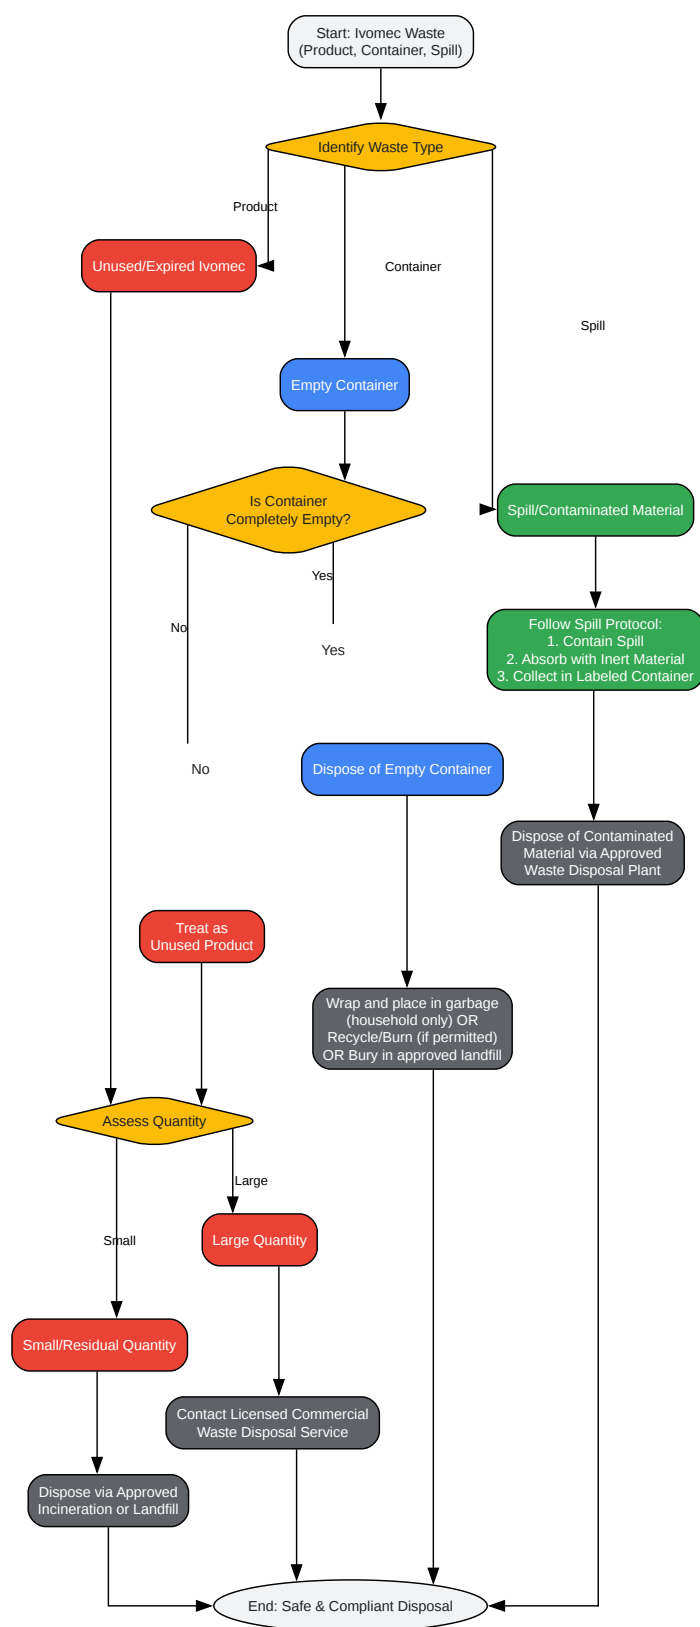 Start: Ivomec Waste
(Product, Container, Spill)
Identify Waste Type
Product
Unused/Expired Ivomec
Container
Spill
Empty Container
Is Container
Completely Empty?
Spill/Contaminated Material
Yes
No
Yes
Follow Spill Protocol:
1. Contain Spill
2. Absorb with Inert Material
3. Collect in Labeled Container
No
Dispose of Empty Container
Dispose of Contaminated
Material via Approved
Waste Disposal Plant
Treat as
Unused Product
Wrap and place in garbage
(household only) OR
Recycle/Burn (if permitted)
OR Bury in approved landfill
Assess Quantity
Large
Small
Large Quantity
Small/Residual Quantity
Contact Licensed Commercial
Waste Disposal Service
Dispose via Approved
Incineration or Landfill
End: Safe & Compliant Disposal